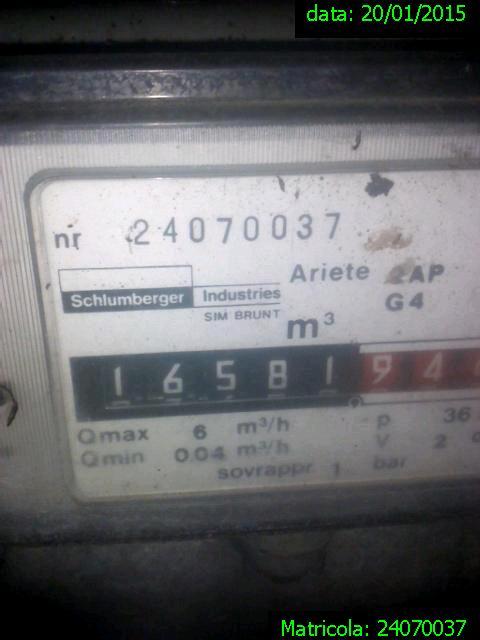 data: 20/01/2015
nr 24070037
Ariete 2AP
Schlumberger Industries
G4
SIM BRUNT
m³
1 6 5 8 1 9 4
Qmax 6 m³/h p 36
Qmin 0.04 m³/h V 2
sovrappr 1 bar
Matricola: 24070037